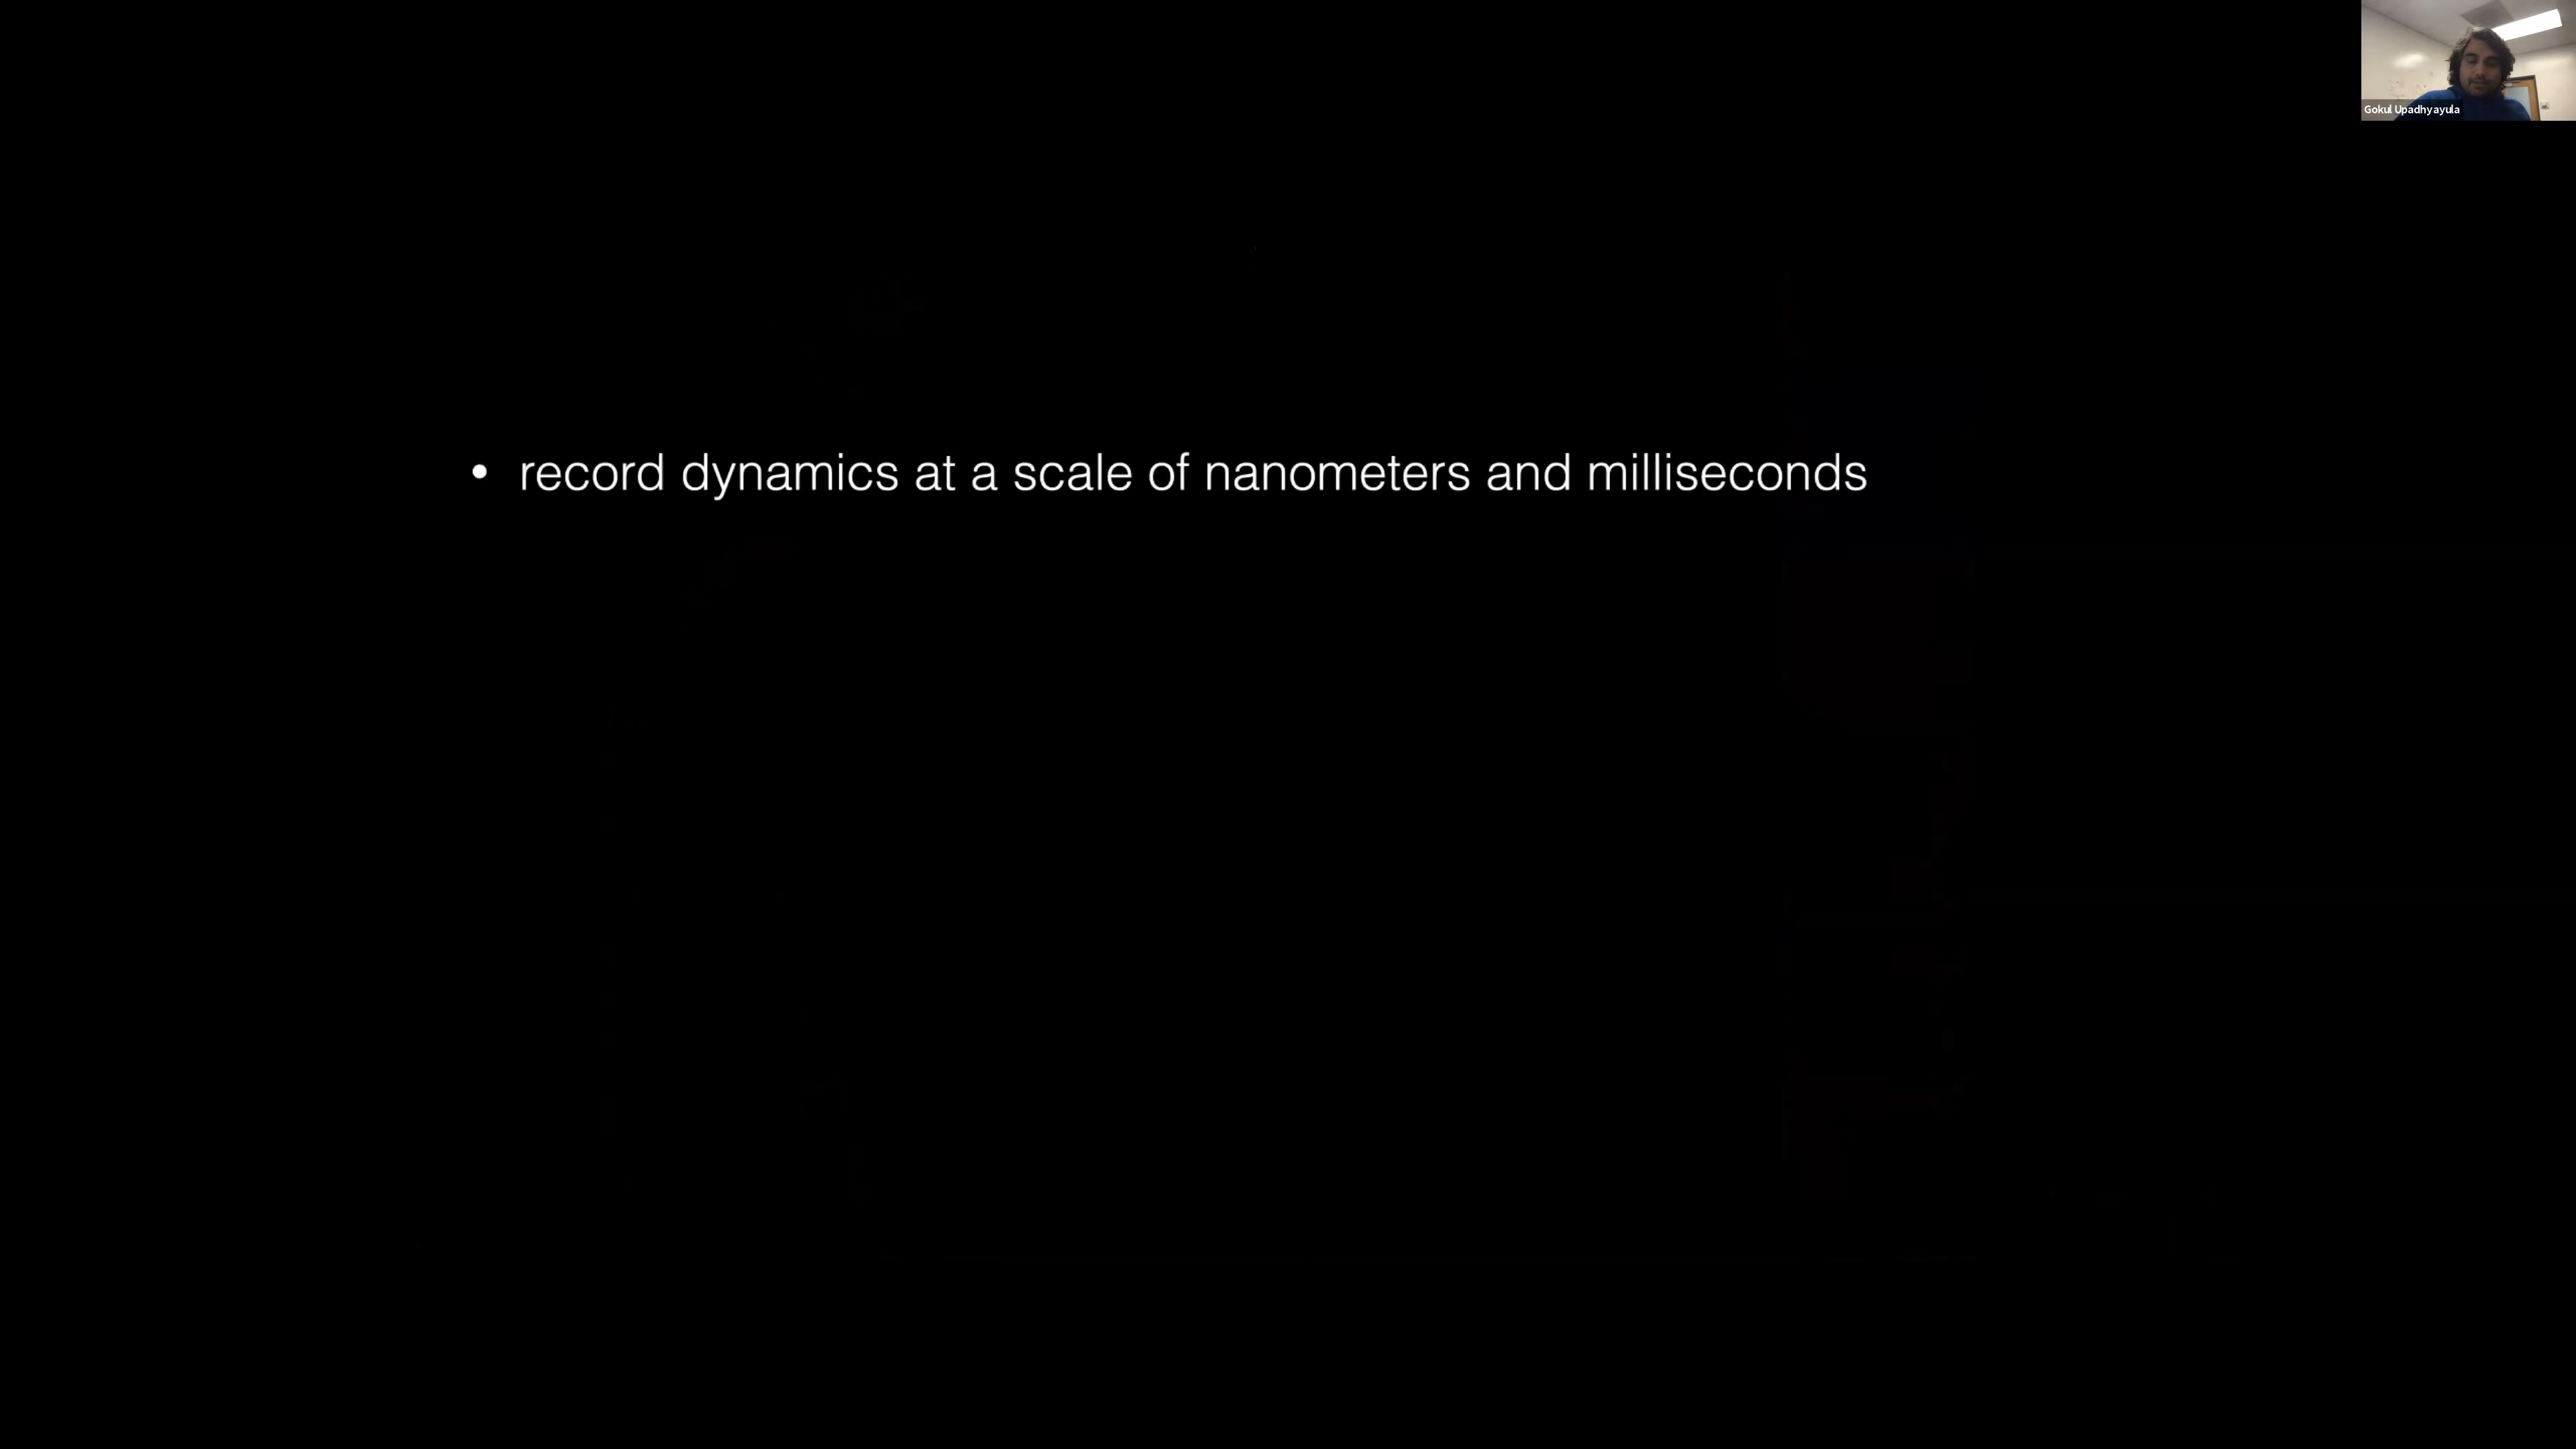 Gokul Upadhyayula
• record dynamics at a scale of nanometers and milliseconds